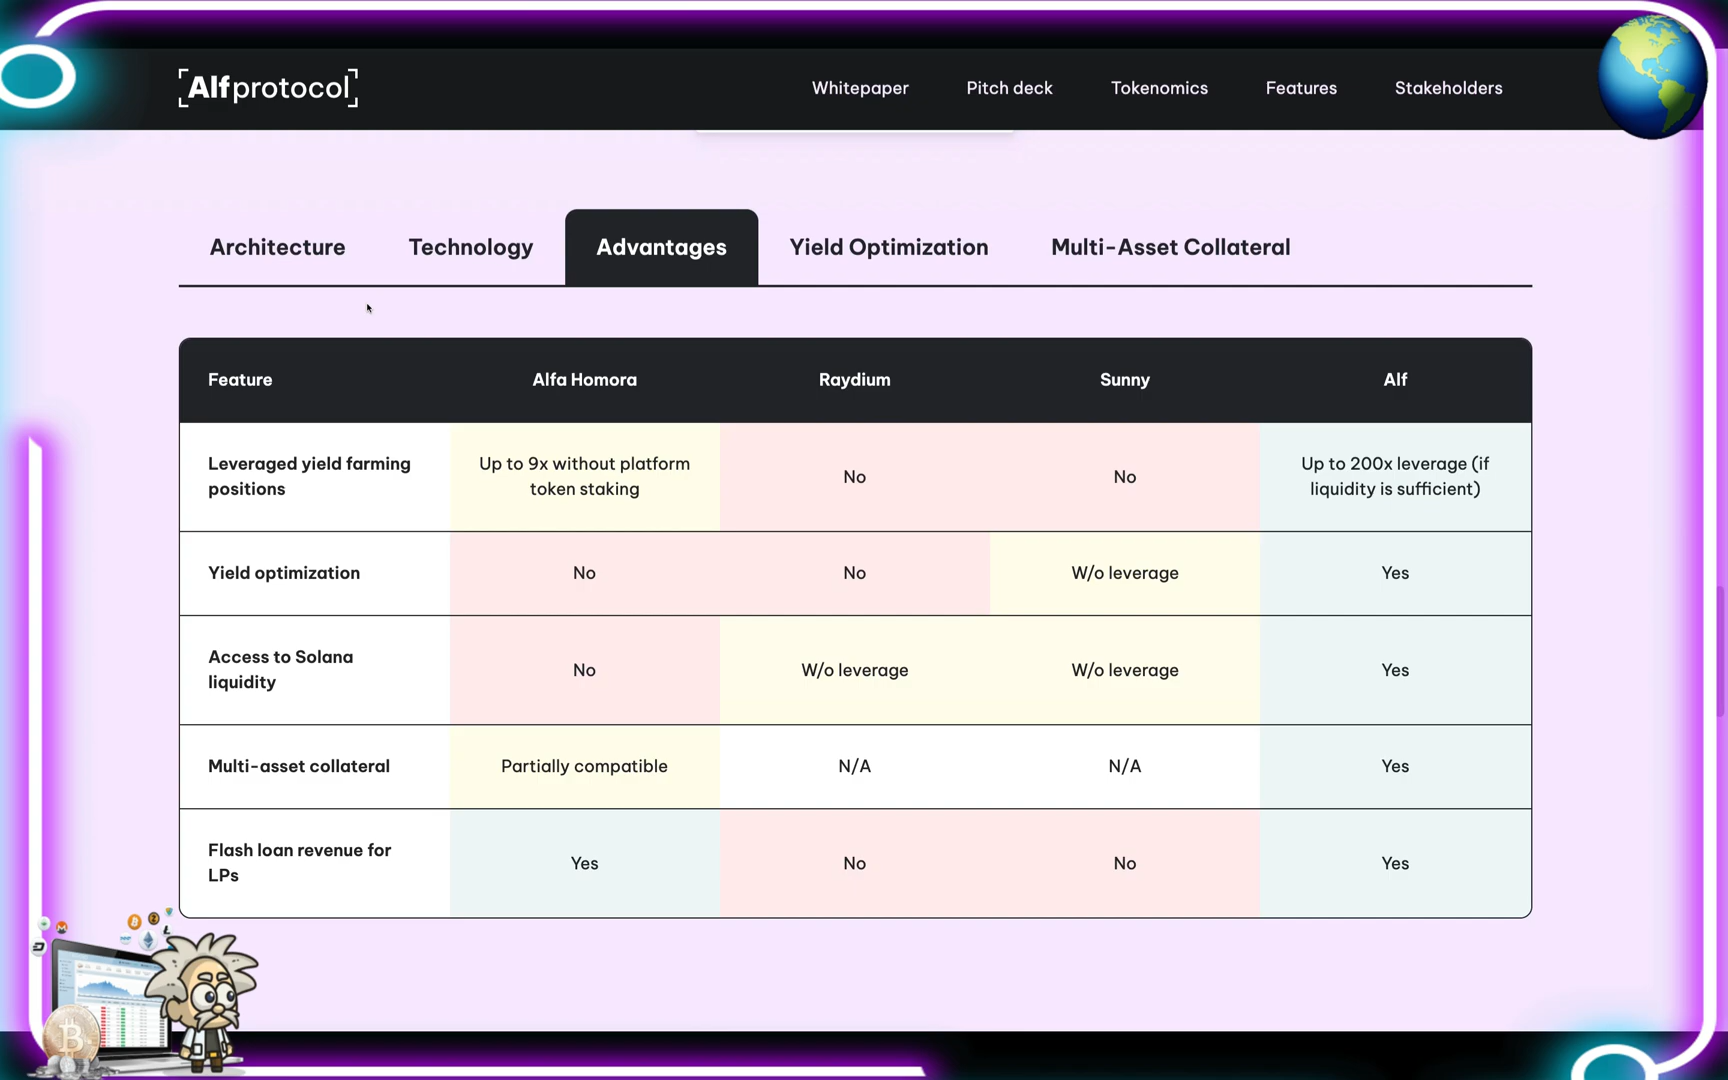 [Alfprotocol]
Whitepaper
Pitch deck
Tokenomics
Features
Stakeholders
Architecture
Technology
Advantages
Yield Optimization
Multi-Asset Collateral
Feature
Alfa Homora
Raydium
Sunny
Alf
Leveraged yield farming
positions
Up to 9x without platform
token staking
No
No
Up to 200x leverage (if
liquidity is sufficient)
Yield optimization
No
No
W/o leverage
Yes
Access to Solana
liquidity
No
W/o leverage
W/o leverage
Yes
Multi-asset collateral
Partially compatible
N/A
N/A
Yes
Flash loan revenue for
LPs
Yes
No
No
Yes